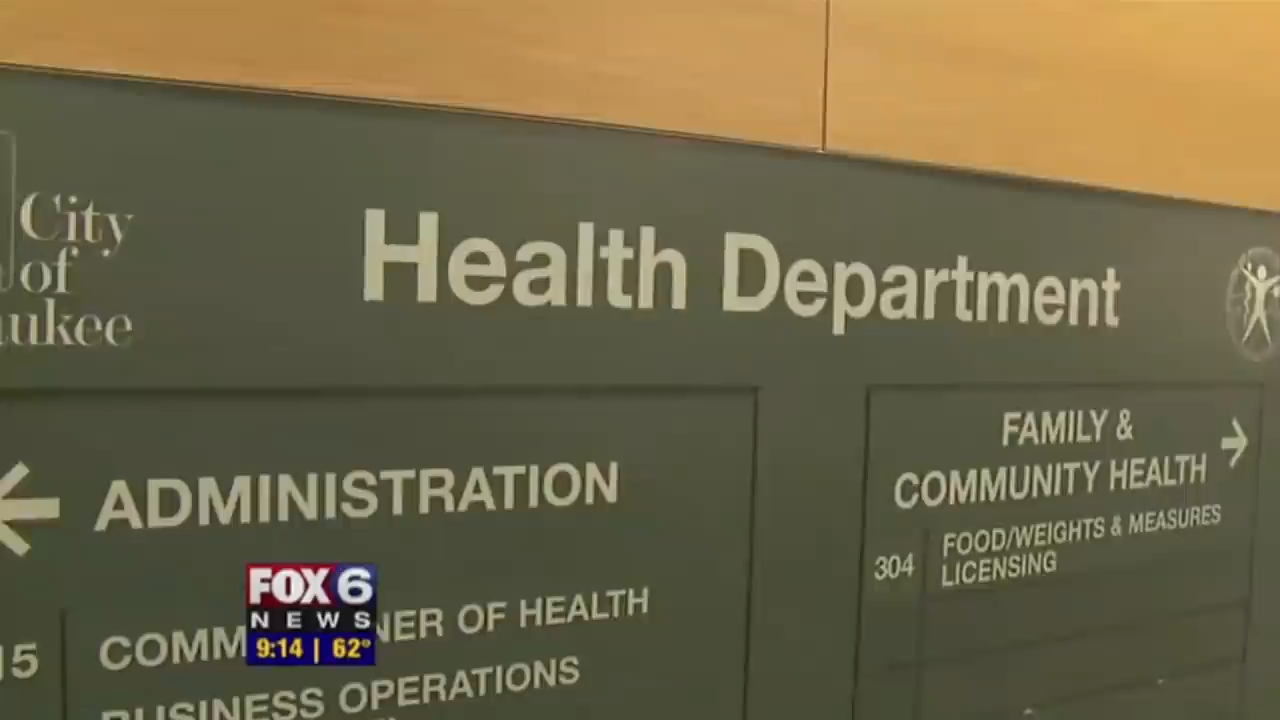 City
of
aukee
Health Department
ADMINISTRATION
15
COMM NER OF HEALTH
BUSINESS OPERATIONS
FAMILY &
COMMUNITY HEALTH
304
FOOD/WEIGHTS & MEASURES
LICENSING
FOX 6
NEWS
9:14 | 62°